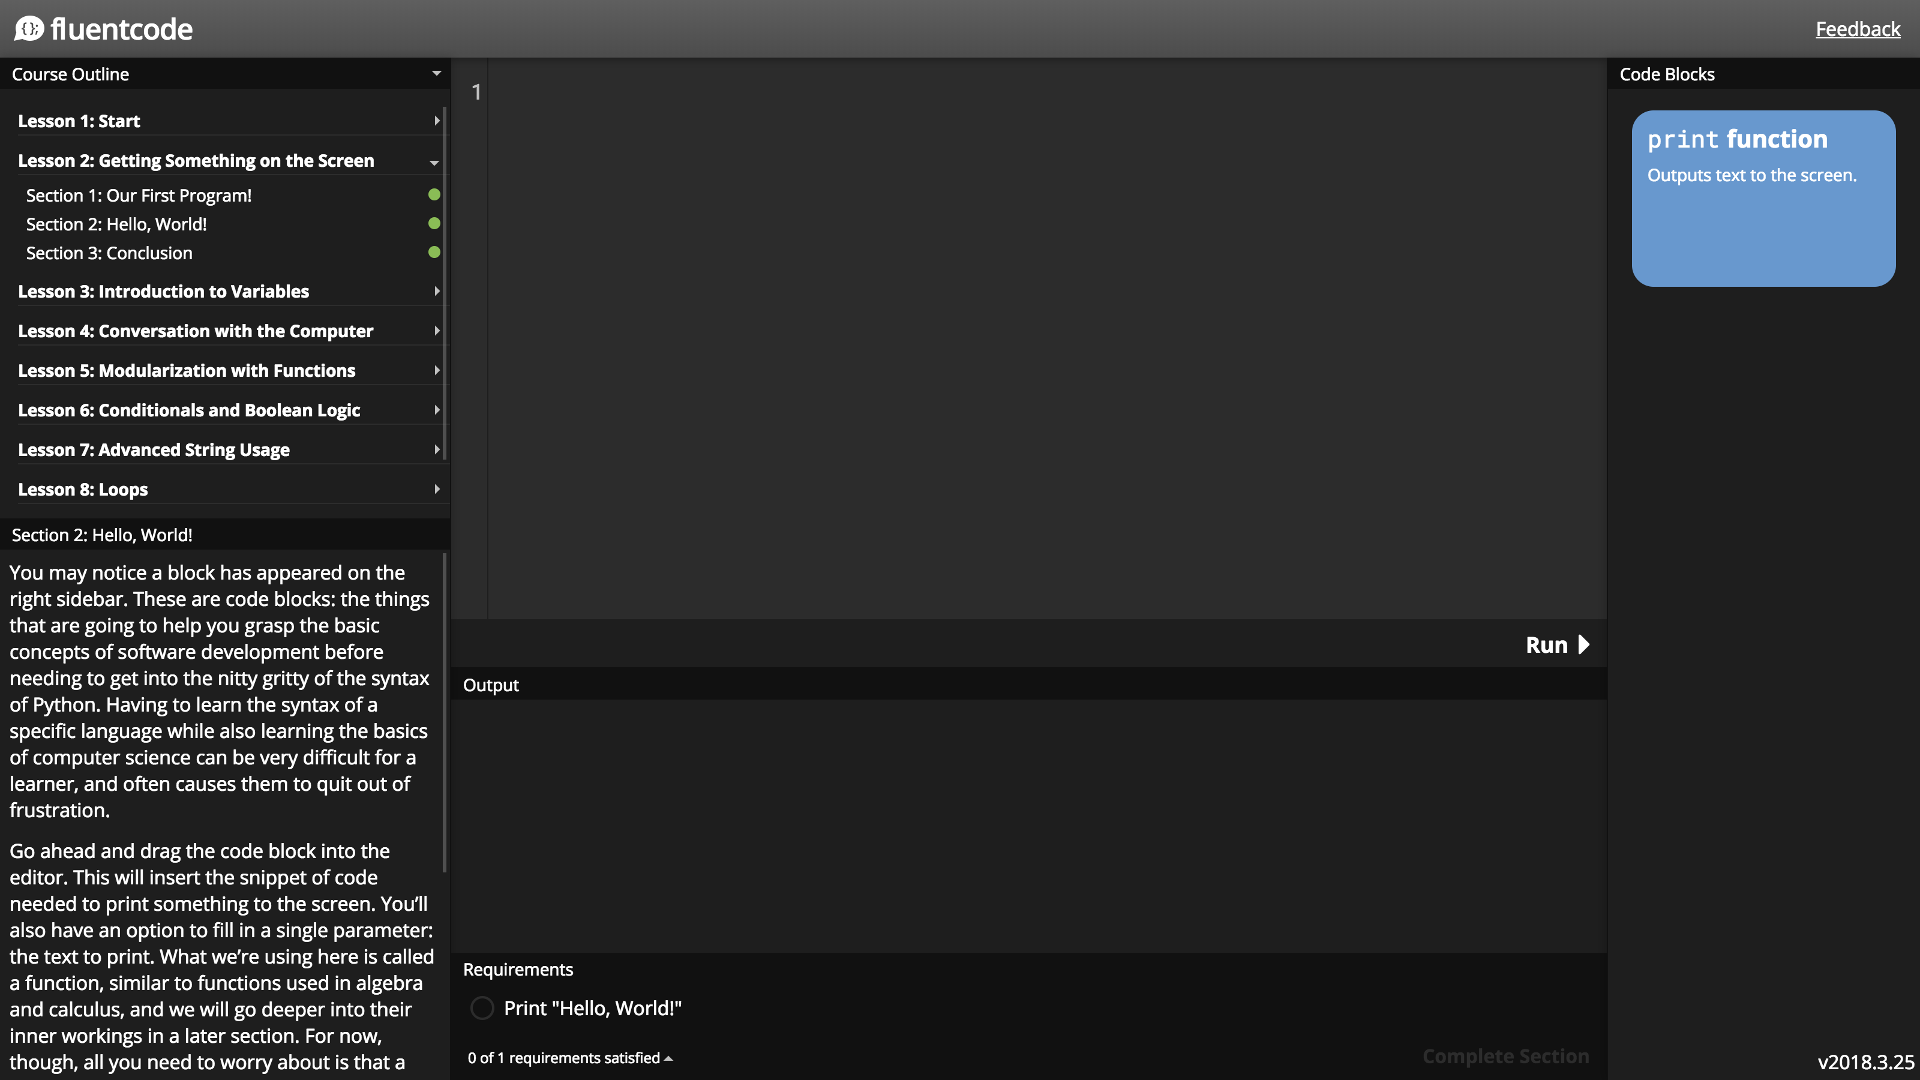 fluentcode
Feedback
Course Outline
Lesson 1: Start
Lesson 2: Getting Something on the Screen
Section 1: Our First Program!
Section 2: Hello, World!
Section 3: Conclusion
Lesson 3: Introduction to Variables
Lesson 4: Conversation with the Computer
Lesson 5: Modularization with Functions
Lesson 6: Conditionals and Boolean Logic
Lesson 7: Advanced String Usage
Lesson 8: Loops
Section 2: Hello, World!
You may notice a block has appeared on the
right sidebar. These are code blocks: the things
that are going to help you grasp the basic
concepts of software development before
needing to get into the nitty gritty of the syntax
of Python. Having to learn the syntax of a
specific language while also learning the basics
of computer science can be very difficult for a
learner, and often causes them to quit out of
frustration.
Go ahead and drag the code block into the
editor. This will insert the snippet of code
needed to print something to the screen. You’ll
also have an option to fill in a single parameter:
the text to print. What we’re using here is called
a function, similar to functions used in algebra
and calculus, and we will go deeper into their
inner workings in a later section. For now,
though, all you need to worry about is that a
1
Run
Output
Requirements
Print "Hello, World!"
0 of 1 requirements satisfied
Complete Section
Code Blocks
print function
Outputs text to the screen.
v2018.3.25